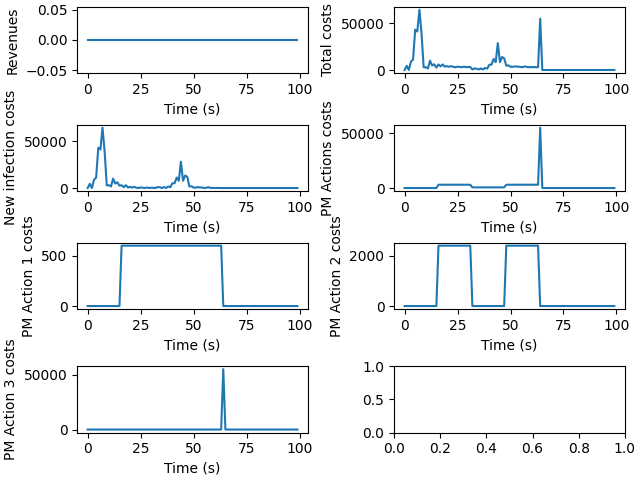 Revenues
0.05
0.00
−0.05
0 25 50 75 100
Time (s)
Total costs
50000
0
0 25 50 75 100
Time (s)
New infection costs
50000
0
0 25 50 75 100
Time (s)
PM Actions costs
50000
0
0 25 50 75 100
Time (s)
PM Action 1 costs
500
0
0 25 50 75 100
Time (s)
PM Action 2 costs
2000
0
0 25 50 75 100
Time (s)
PM Action 3 costs
50000
0
0 25 50 75 100
Time (s)
1.0
0.5
0.0
0.0 0.2 0.4 0.6 0.8 1.0